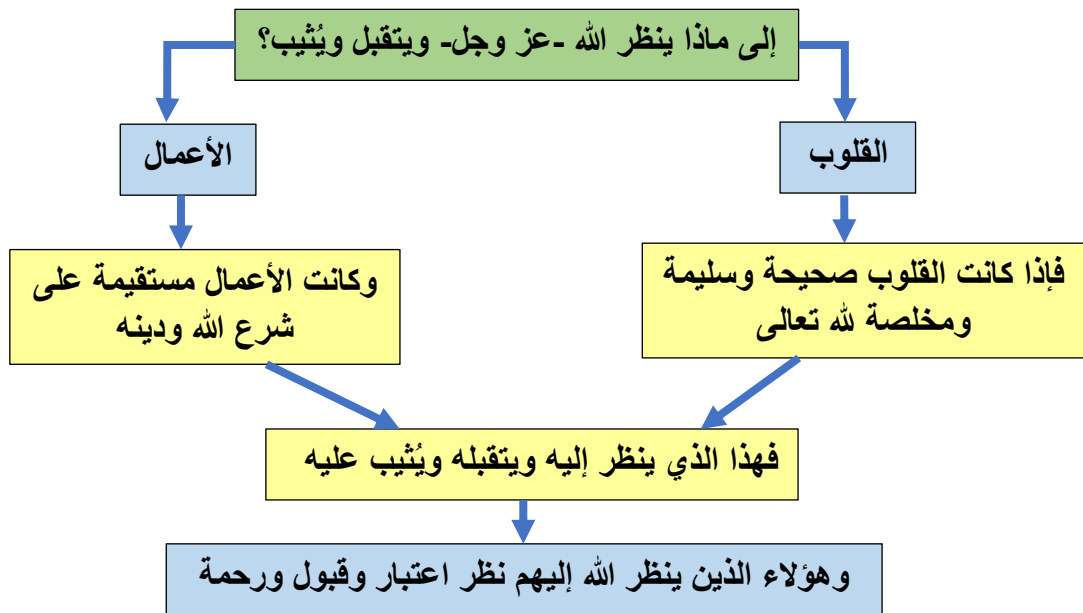 إلى ماذا ينظر الله -عز وجل- ويتقبل ويُثيب؟
القلوب
الأعمال
فإذا كانت القلوب صحيحة وسليمة
ومخلصة لله تعالى
وكانت الأعمال مستقيمة على
شرع الله ودينه
فهذا الذي ينظر إليه ويتقبله ويُثيب عليه
وهؤلاء الذين ينظر الله إليهم نظر اعتبار وقبول ورحمة